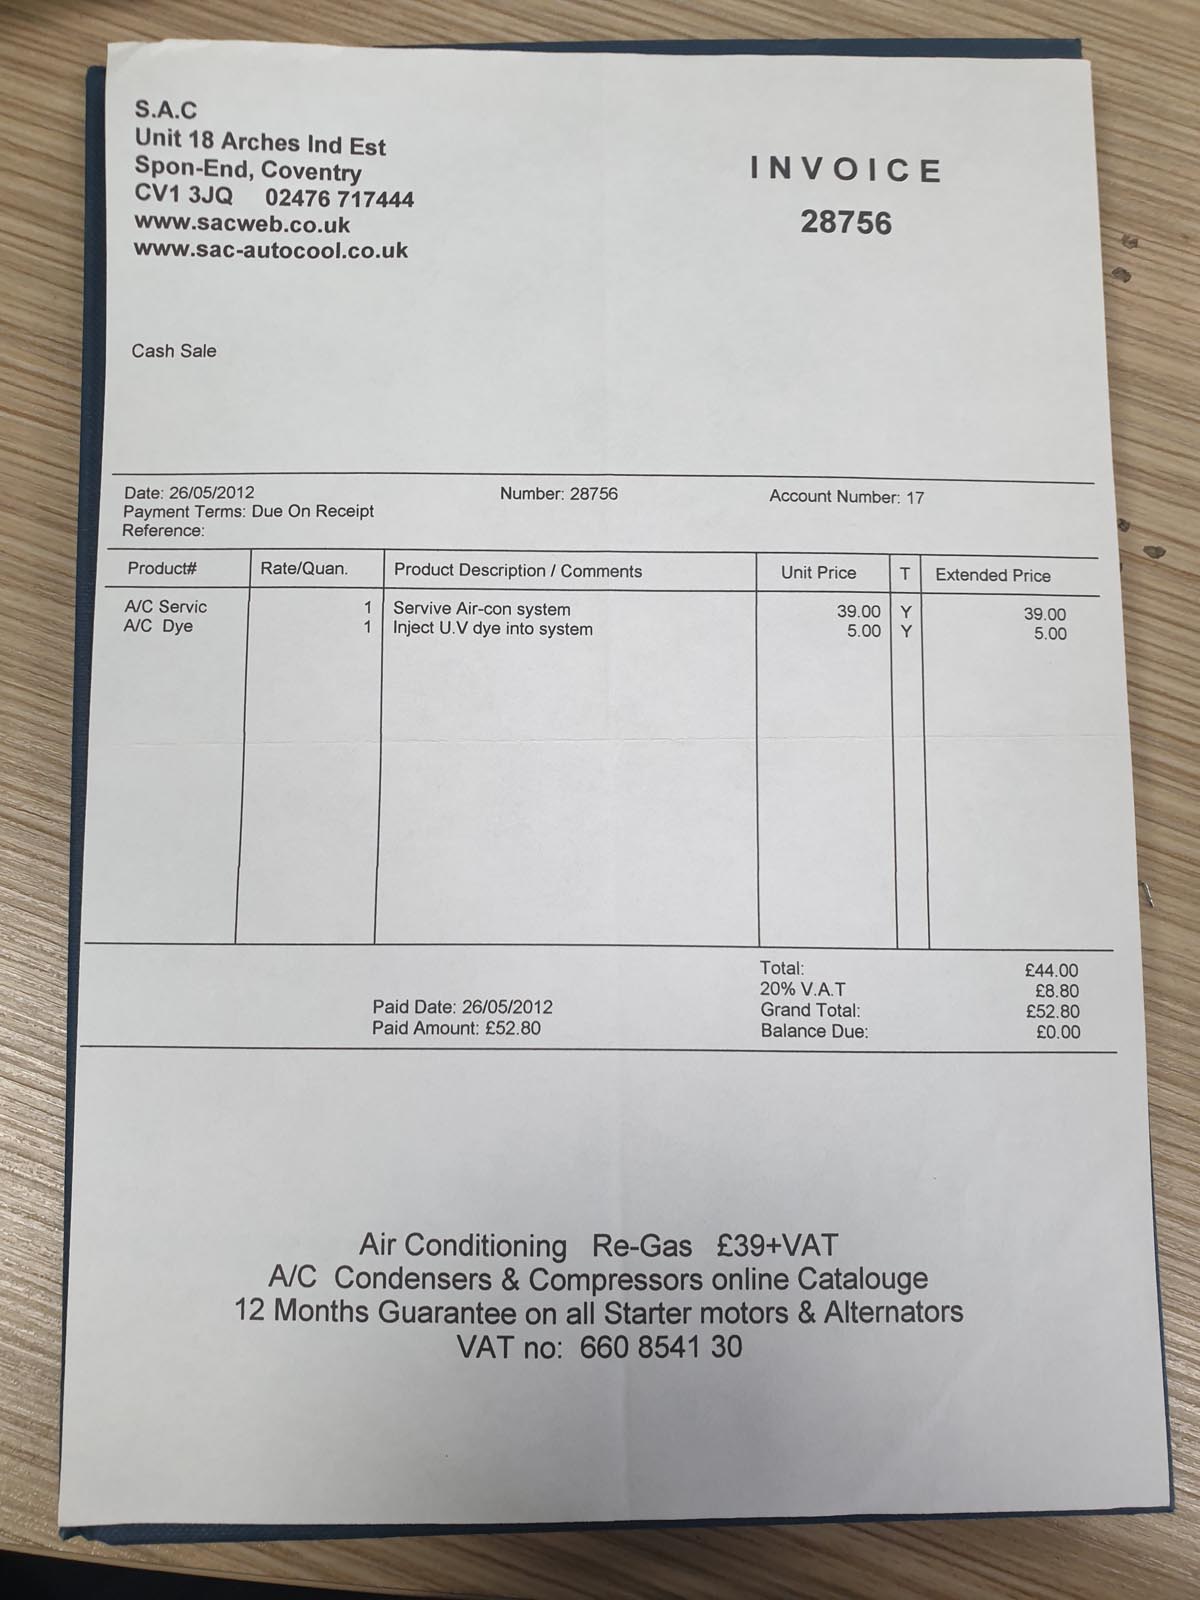 S.A.C
Unit 18 Arches Ind Est
Spon-End, Coventry
CV1 3JQ 02476 717444
www.sacweb.co.uk
www.sac-autocool.co.uk
INVOICE
28756
Cash Sale
Date: 26/05/2012 Number: 28756 Account Number: 17
Payment Terms: Due On Receipt
Reference:
Product# Rate/Quan. Product Description / Comments Unit Price T Extended Price
A/C Servic 1 Servive Air-con system 39.00 Y 39.00
A/C Dye 1 Inject U.V dye into system 5.00 Y 5.00
Total: £44.00
20% V.A.T £8.80
Paid Date: 26/05/2012 Grand Total: £52.80
Paid Amount: £52.80 Balance Due: £0.00
Air Conditioning Re-Gas £39+VAT
A/C Condensers & Compressors online Catalouge
12 Months Guarantee on all Starter motors & Alternators
VAT no: 660 8541 30